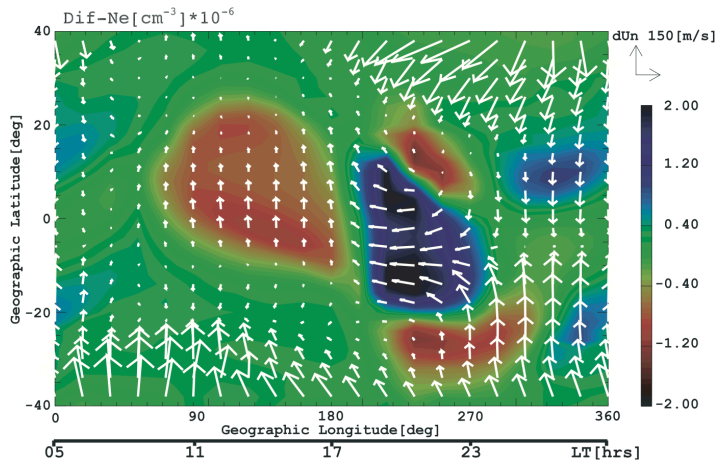 Dif-Ne[cm⁻³]*10⁻⁶
dUn 150[m/s]
40
20
0
-20
-40
Geographic Latitude[deg]
2.00
1.20
0.40
-0.40
-1.20
-2.00
0 90 180 270 360
Geographic Longitude[deg]
05 11 17 23 LT[hrs]